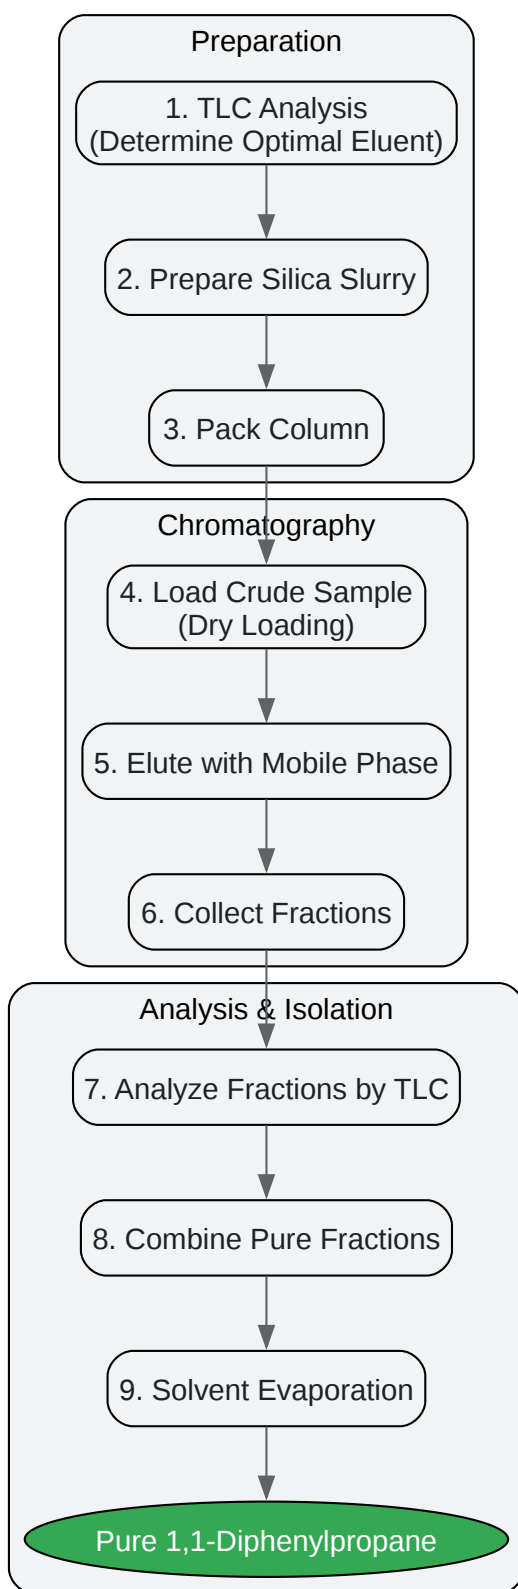 Preparation
1. TLC Analysis
(Determine Optimal Eluent)
2. Prepare Silica Slurry
3. Pack Column
Chromatography
4. Load Crude Sample
(Dry Loading)
5. Elute with Mobile Phase
6. Collect Fractions
Analysis & Isolation
7. Analyze Fractions by TLC
8. Combine Pure Fractions
9. Solvent Evaporation
Pure 1,1-Diphenylpropane